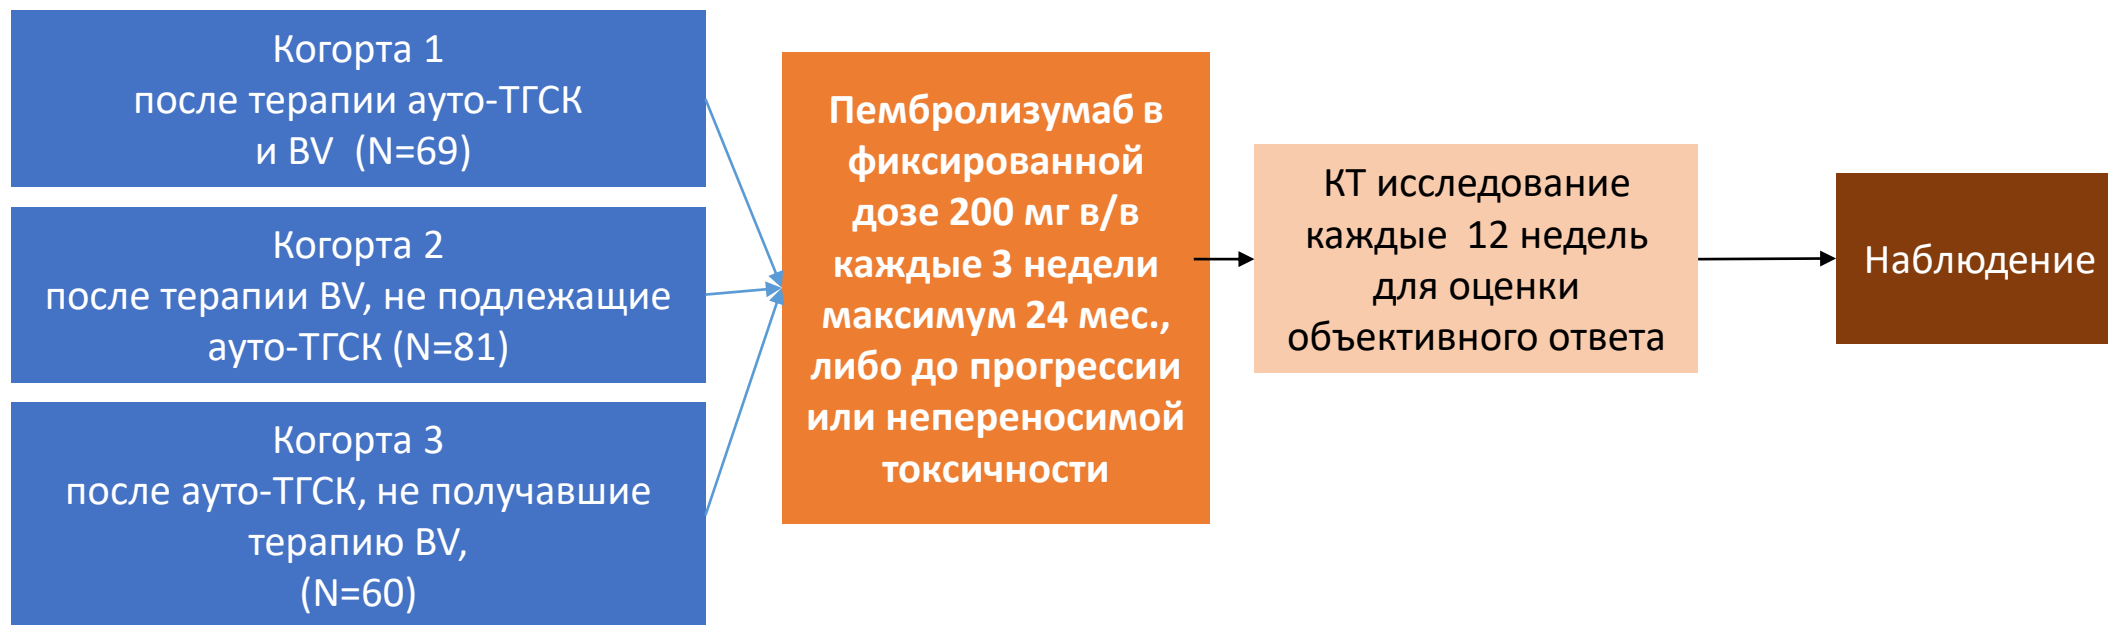 Когорта 1
после терапии ауто-ТГСК
и BV (N=69)
Когорта 2
после терапии BV, не подлежащие
ауто-ТГСК (N=81)
Когорта 3
после ауто-ТГСК, не получавшие
терапию BV,
(N=60)
Пембролизумаб в
фиксированной
дозе 200 мг в/в
каждые 3 недели
максимум 24 мес.,
либо до прогрессии
или непереносимой
токсичности
КТ исследование
каждые 12 недель
для оценки
объективного ответа
Наблюдение